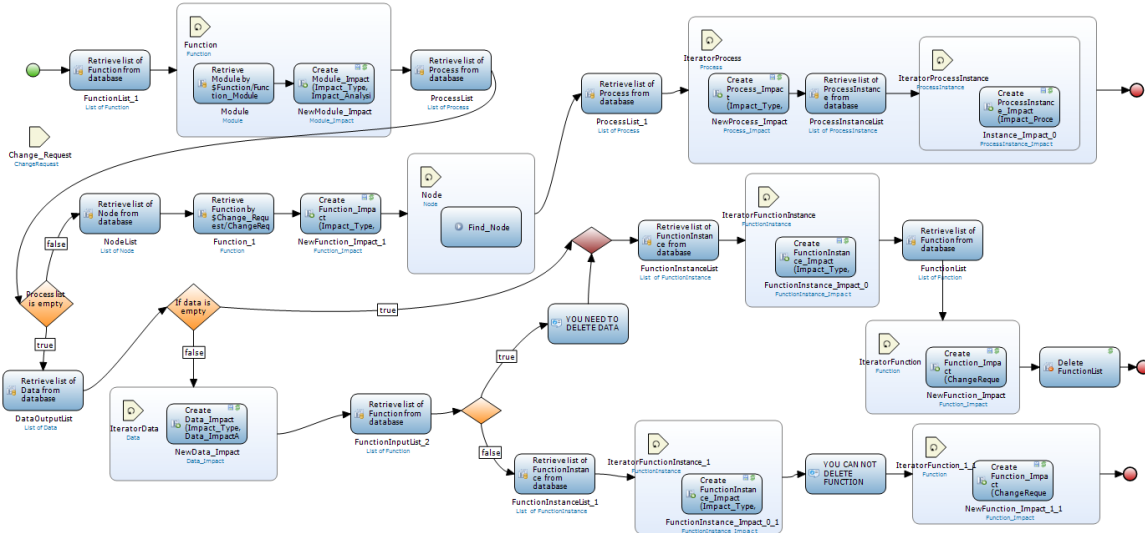 Retrieve list of
Function from
database
FunctionList_1
List of Function
Function
Function
Retrieve
Module by
$Function/Func
tion_Module
Module
Module
Create
Module_Impact
(Impact_Type,
Impact_Analysi
NewModule_Impact
Module_Impact
Retrieve list of
Process from
database
ProcessList
List of Process
Change_Request
ChangeRequest
Retrieve list of
Process from
database
ProcessList_1
List of Process
IteratorProcess
Process
Create
Process_Impact
(Impact_Type,
NewProcess_Impact
Process_Impact
Retrieve list of
ProcessInstanc
e from
database
ProcessInstanceList
List of ProcessInstance
IteratorProcessInstance
ProcessInstance
Create
ProcessInstanc
e_Impact
(Impact_Proce
Instance_Impact_0
ProcessInstance_Impact
Retrieve list of
Node from
database
NodeList
List of Node
Retrieve
Function by
$Change_Requ
est/ChangeReq
Function_1
Function
Create
Function_Impa
ct
(Impact_Type,
NewFunction_Impact_1
Function_Impact
Node
Node
Find_Node
false
Process list
is empty
true
If data is
empty
true
false
Retrieve list of
FunctionInstan
ce from
database
FunctionInstanceList
List of FunctionInstance
IteratorFunctionInstance
FunctionInstance
Create
FunctionInstan
ce_Impact
(Impact_Type,
FunctionInstance_Impact_0
FunctionInstance_Impact
Retrieve list of
Function from
database
FunctionList
List of Function
YOU NEED TO
DELETE DATA
IteratorFunction
Function
Create
Function_Impa
ct
(ChangeReque
NewFunction_Impact
Function_Impact
Delete
FunctionList
Retrieve list of
Data from
database
DataOutputList
List of Data
IteratorData
Data
Create
Data_Impact
(Impact_Type,
Data_ImpactA
NewData_Impact
Data_Impact
Retrieve list of
Function from
database
FunctionInputList_2
List of Function
true
false
Retrieve list of
FunctionInstan
ce from
database
FunctionInstanceList_1
List of FunctionInstance
IteratorFunctionInstance_1
FunctionInstance
Create
FunctionInstan
ce_Impact
(Impact_Type,
FunctionInstance_Impact_0_1
FunctionInstance_Impact
YOU CAN NOT
DELETE
FUNCTION
IteratorFunction_1_1
Function
Create
Function_Impa
ct
(ChangeReque
NewFunction_Impact_1_1
Function_Impact